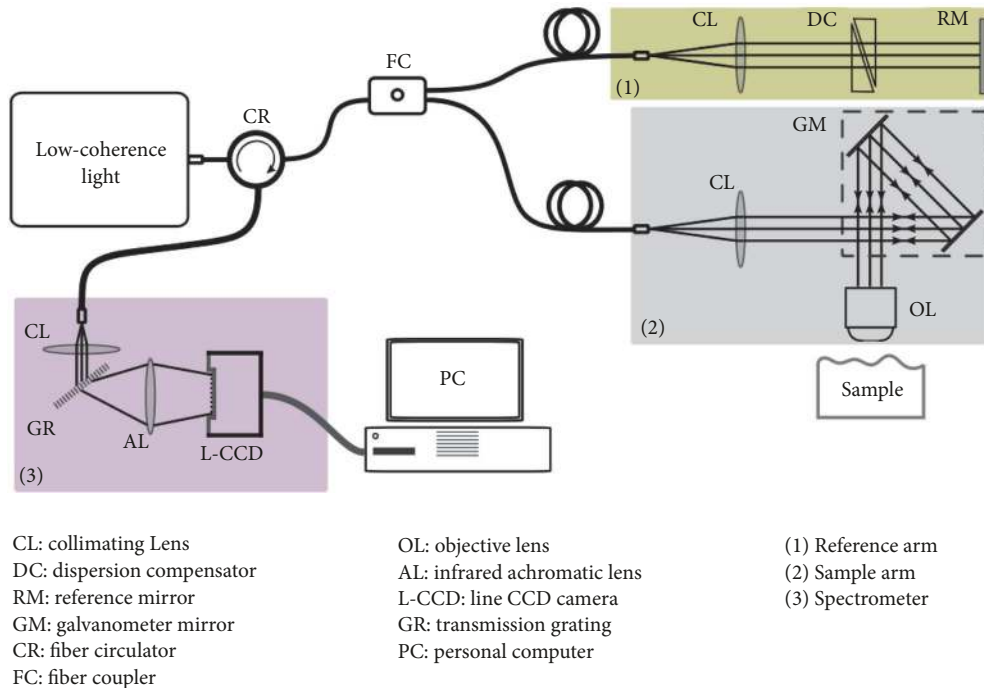 CL
DC
RM
(1)
FC
CR
Low-coherence
light
GM
CL
OL
(2)
Sample
CL
GR
AL
L-CCD
(3)
PC
CL: collimating Lens
DC: dispersion compensator
RM: reference mirror
GM: galvanometer mirror
CR: fiber circulator
FC: fiber coupler
OL: objective lens
AL: infrared achromatic lens
L-CCD: line CCD camera
GR: transmission grating
PC: personal computer
(1) Reference arm
(2) Sample arm
(3) Spectrometer